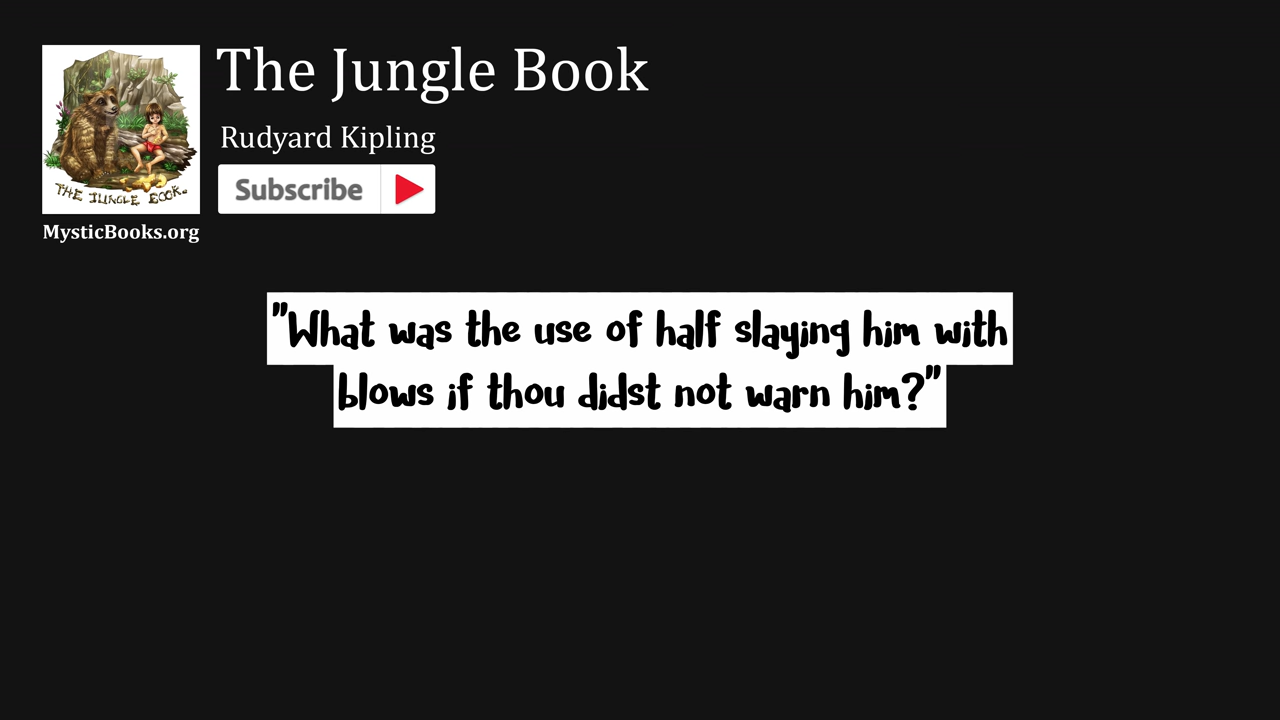 The Jungle Book
Rudyard Kipling
Subscribe
THE JUNGLE BOOK.
MysticBooks.org
"What was the use of half slaying him with
blows if thou didst not warn him?"